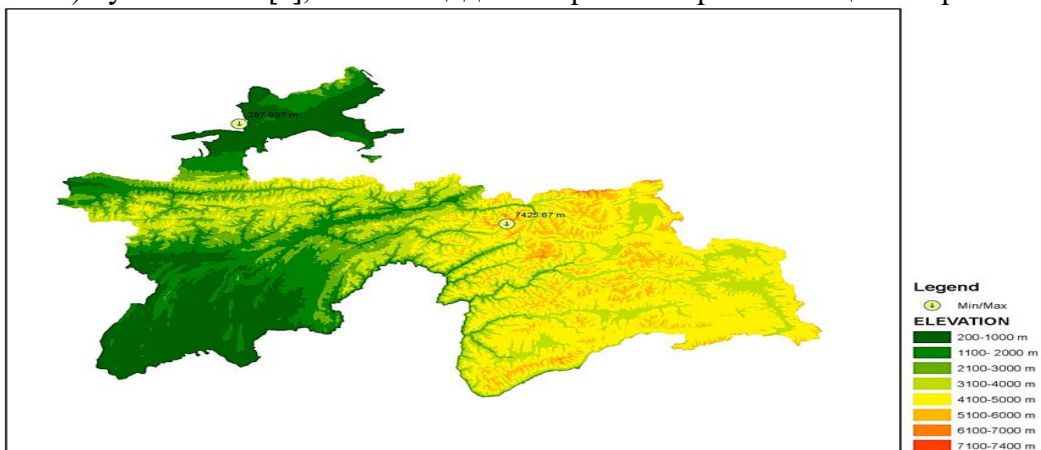 287.697 m
7425.67 m
Legend
Min/Max
ELEVATION
200-1000 m
1100- 2000 m
2100-3000 m
3100-4000 m
4100-5000 m
5100-6000 m
6100-7000 m
7100-7400 m